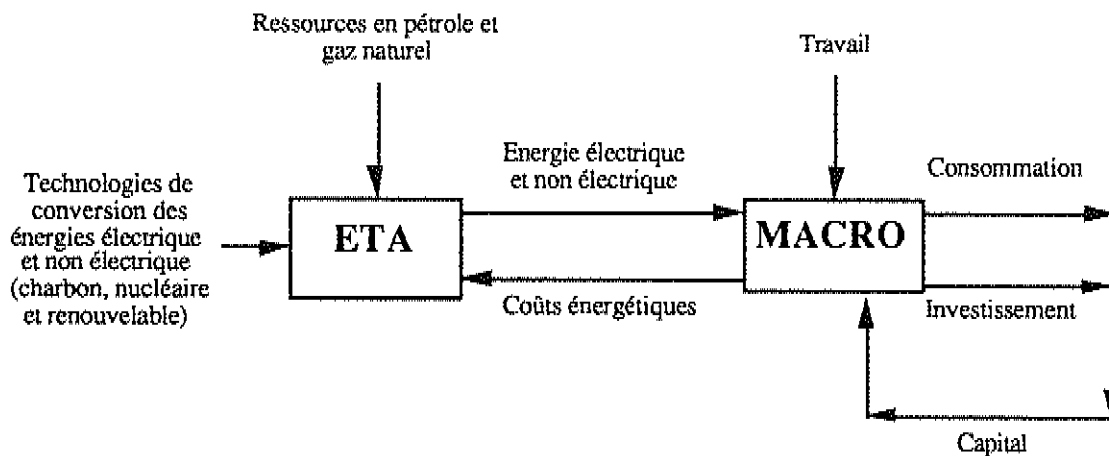 Ressources en pétrole et
gaz naturel
Travail
Technologies de
conversion des
énergies électrique
et non électrique
(charbon, nucléaire
et renouvelable)
ETA
Energie électrique
et non électrique
Coûts énergétiques
MACRO
Consommation
Investissement
Capital